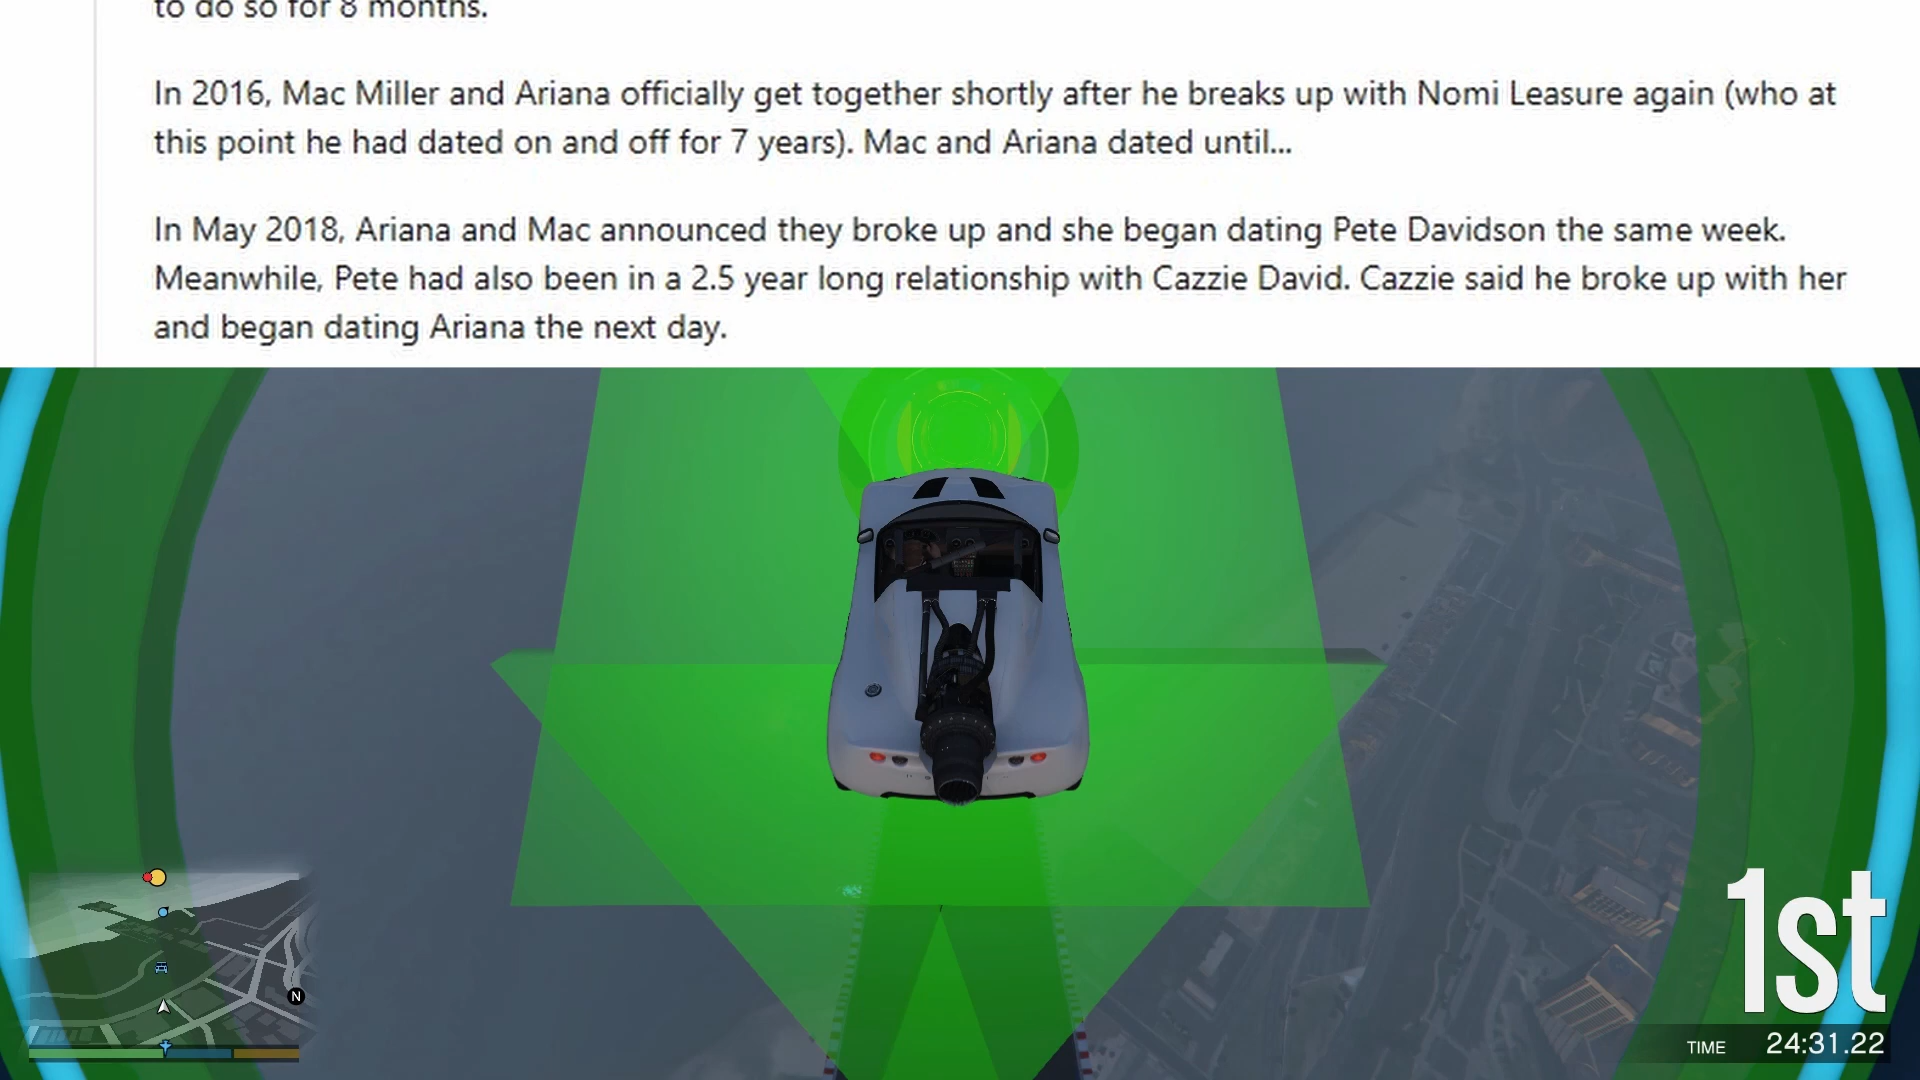 to do so for 8 months.
In 2016, Mac Miller and Ariana officially get together shortly after he breaks up with Nomi Leasure again (who at
this point he had dated on and off for 7 years). Mac and Ariana dated until...
In May 2018, Ariana and Mac announced they broke up and she began dating Pete Davidson the same week.
Meanwhile, Pete had also been in a 2.5 year long relationship with Cazzie David. Cazzie said he broke up with her
and began dating Ariana the next day.
N
1st
TIME 24:31.22